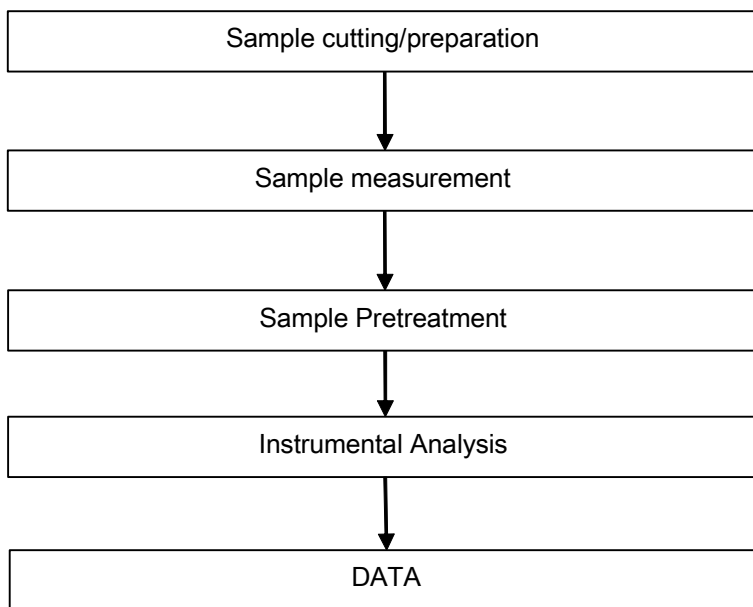 Sample cutting/preparation
Sample measurement
Sample Pretreatment
Instrumental Analysis
DATA